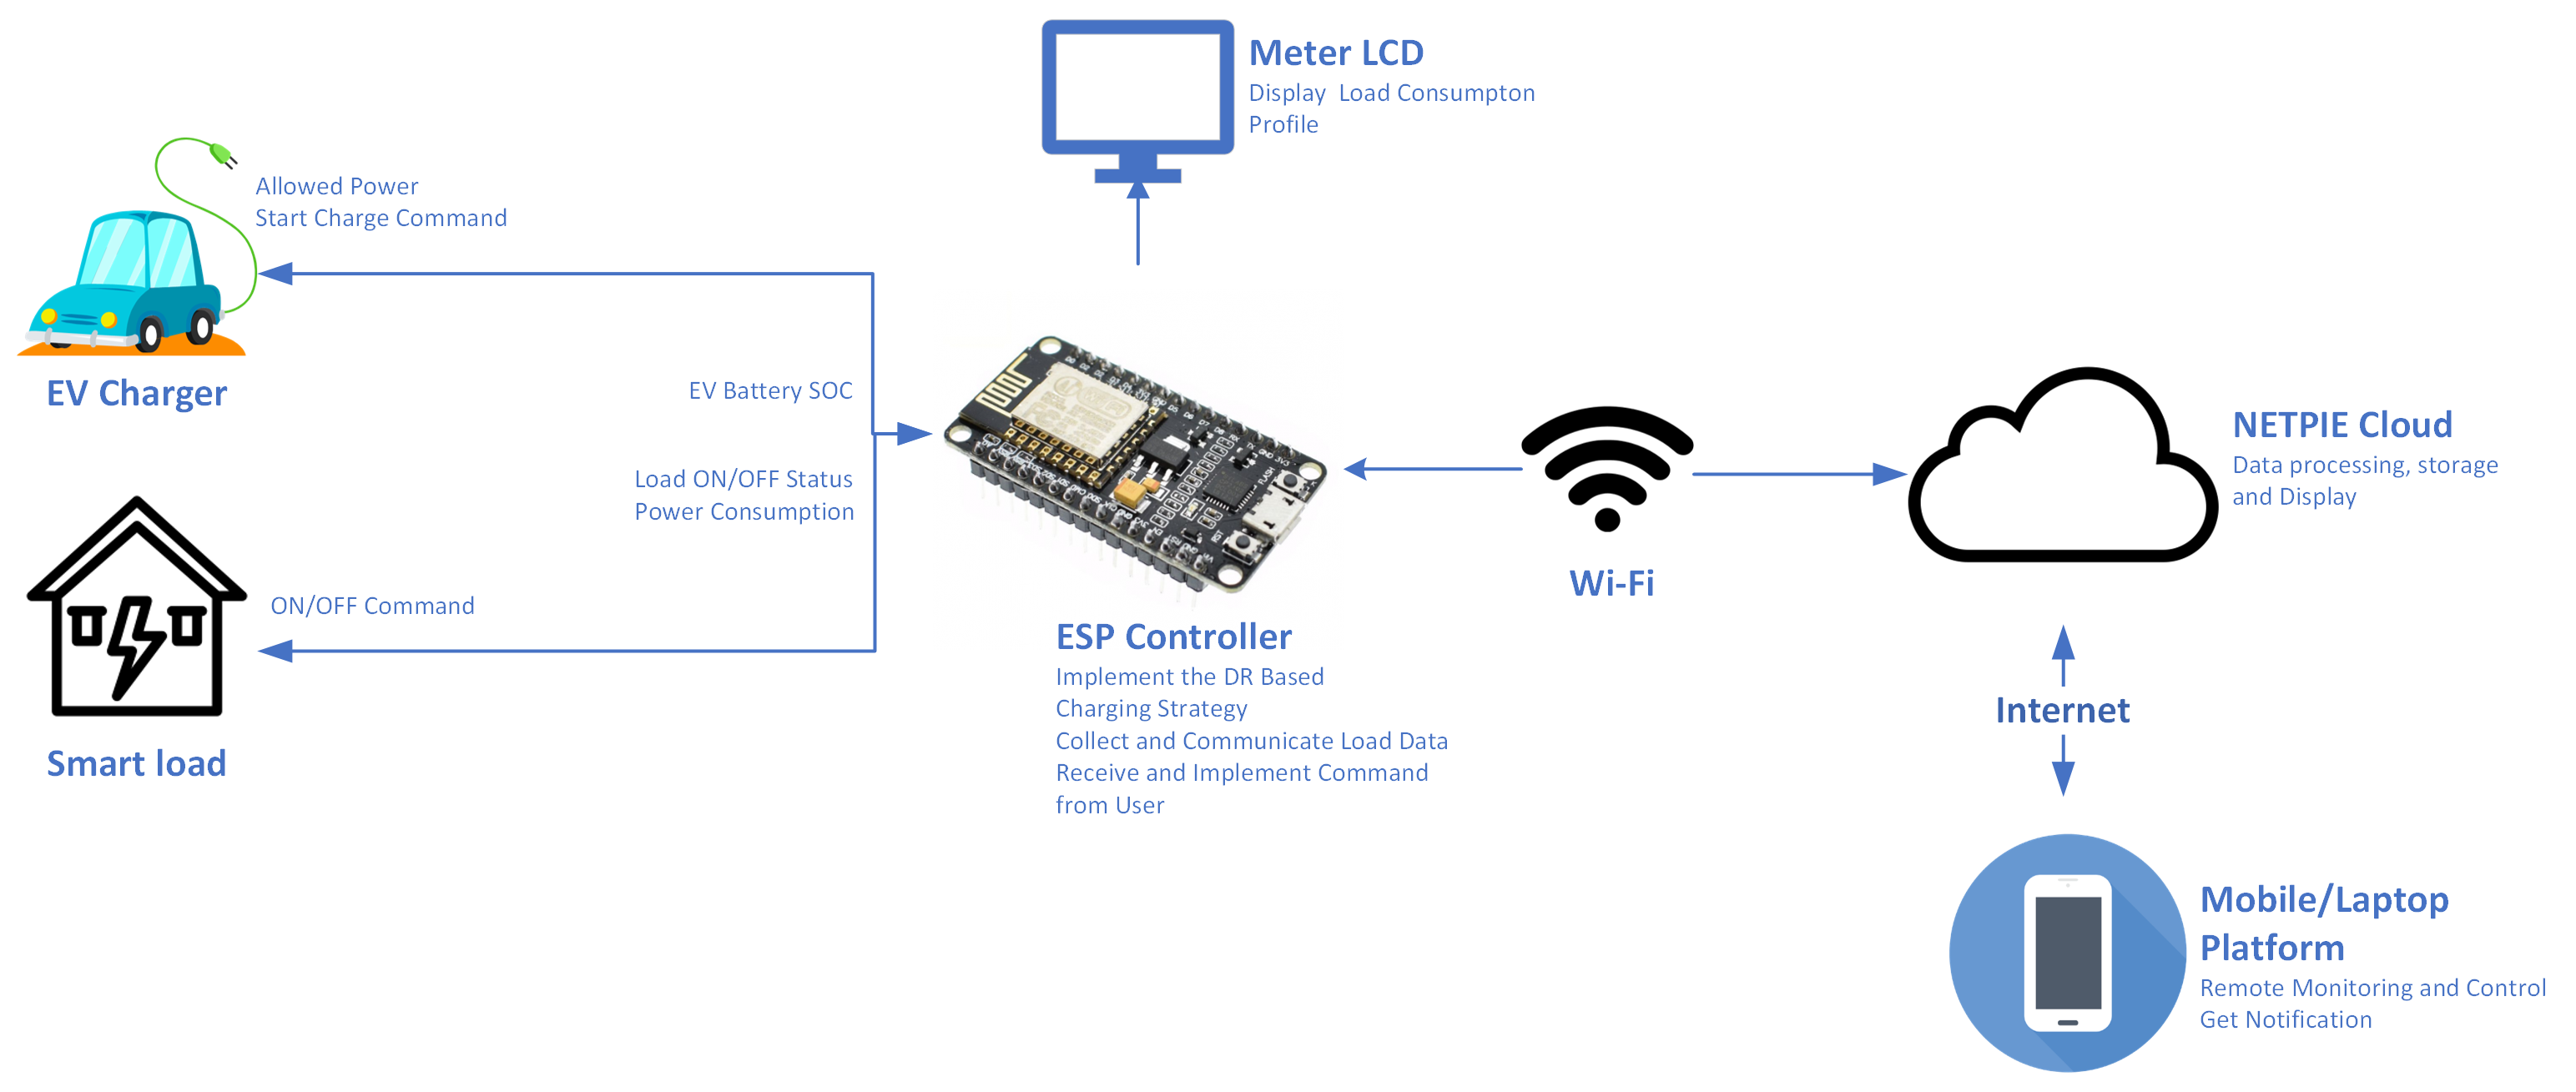 Meter LCD
Display Load Consumpton
Profile
Allowed Power
Start Charge Command
EV Charger
EV Battery SOC
Load ON/OFF Status
Power Consumption
ON/OFF Command
Smart load
ESP Controller
Implement the DR Based
Charging Strategy
Collect and Communicate Load Data
Receive and Implement Command
from User
Wi-Fi
NETPIE Cloud
Data processing, storage
and Display
Internet
Mobile/Laptop
Platform
Remote Monitoring and Control
Get Notification